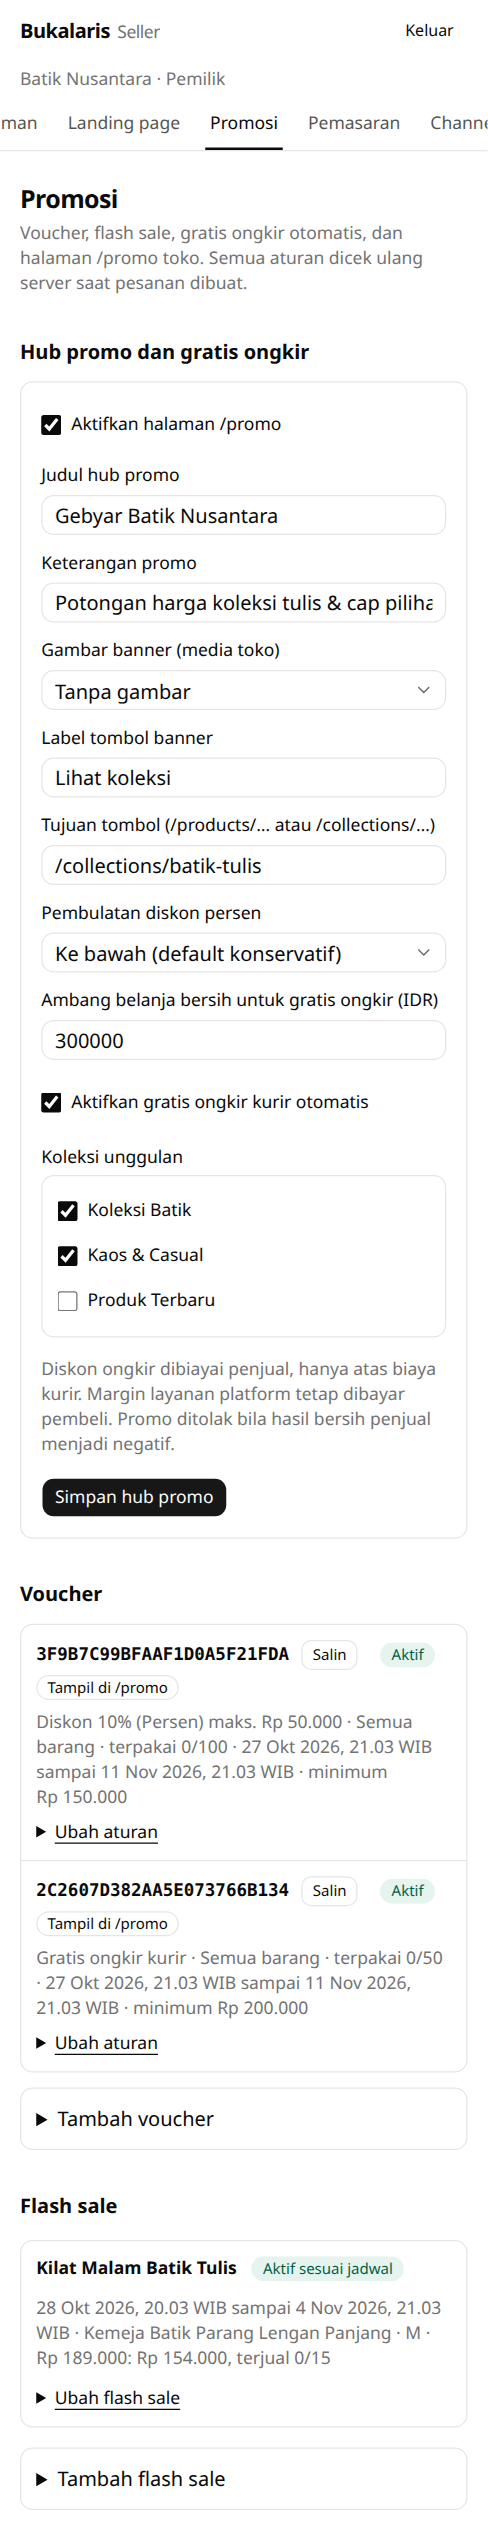 Bukalaris Seller
Keluar
Batik Nusantara · Pemilik
man Landing page Promosi Pemasaran Channe
Promosi
Voucher, flash sale, gratis ongkir otomatis, dan
halaman /promo toko. Semua aturan dicek ulang
server saat pesanan dibuat.
Hub promo dan gratis ongkir
Aktifkan halaman /promo
Judul hub promo
Gebyar Batik Nusantara
Keterangan promo
Potongan harga koleksi tulis & cap piliha
Gambar banner (media toko)
Tanpa gambar
Label tombol banner
Lihat koleksi
Tujuan tombol (/products/... atau /collections/...)
/collections/batik-tulis
Pembulatan diskon persen
Ke bawah (default konservatif)
Ambang belanja bersih untuk gratis ongkir (IDR)
300000
Aktifkan gratis ongkir kurir otomatis
Koleksi unggulan
Koleksi Batik
Kaos & Casual
Produk Terbaru
Diskon ongkir dibiayai penjual, hanya atas biaya
kurir. Margin layanan platform tetap dibayar
pembeli. Promo ditolak bila hasil bersih penjual
menjadi negatif.
Simpan hub promo
Voucher
3F9B7C99BFAAF1D0A5F21FDA Salin Aktif
Tampil di /promo
Diskon 10% (Persen) maks. Rp 50.000 · Semua
barang · terpakai 0/100 · 27 Okt 2026, 21.03 WIB
sampai 11 Nov 2026, 21.03 WIB · minimum
Rp 150.000
Ubah aturan
2C2607D382AA5E073766B134 Salin Aktif
Tampil di /promo
Gratis ongkir kurir · Semua barang · terpakai 0/50
· 27 Okt 2026, 21.03 WIB sampai 11 Nov 2026,
21.03 WIB · minimum Rp 200.000
Ubah aturan
Tambah voucher
Flash sale
Kilat Malam Batik Tulis Aktif sesuai jadwal
28 Okt 2026, 20.03 WIB sampai 4 Nov 2026, 21.03
WIB · Kemeja Batik Parang Lengan Panjang · M ·
Rp 189.000: Rp 154.000, terjual 0/15
Ubah flash sale
Tambah flash sale